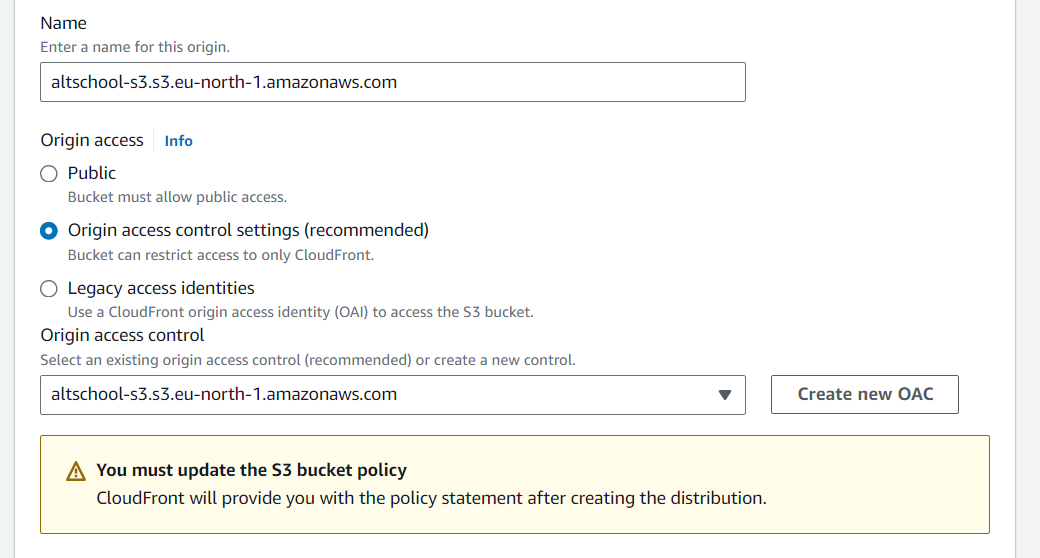 Name
Enter a name for this origin.
altschool-s3.s3.eu-north-1.amazonaws.com
Origin access Info
Public
Bucket must allow public access.
Origin access control settings (recommended)
Bucket can restrict access to only CloudFront.
Legacy access identities
Use a CloudFront origin access identity (OAI) to access the S3 bucket.
Origin access control
Select an existing origin access control (recommended) or create a new control.
altschool-s3.s3.eu-north-1.amazonaws.com Create new OAC
You must update the S3 bucket policy
CloudFront will provide you with the policy statement after creating the distribution.